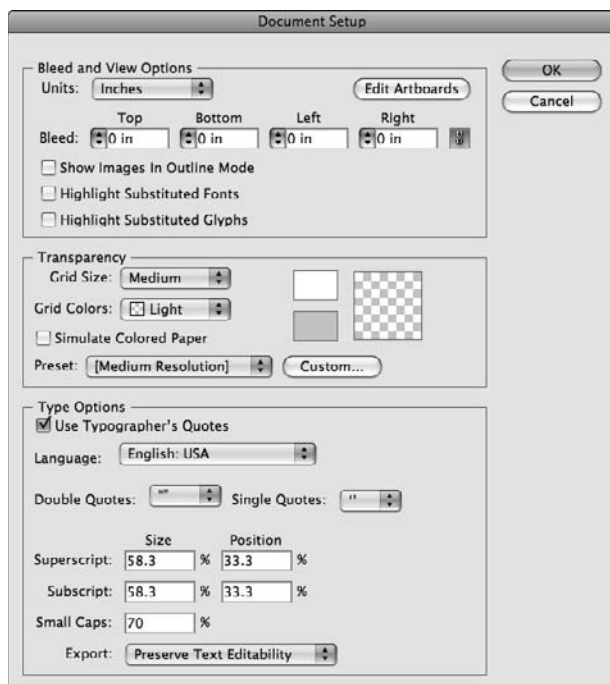 Document Setup
Bleed and View Options
Units: Inches Edit Artboards
OK
Cancel
Top Bottom Left Right
Bleed: 0 in 0 in 0 in 0 in
Show Images In Outline Mode
Highlight Substituted Fonts
Highlight Substituted Glyphs
Transparency
Grid Size: Medium
Grid Colors: Light
Simulate Colored Paper
Preset: [Medium Resolution] Custom...
Type Options
Use Typographer's Quotes
Language: English: USA
Double Quotes: “” Single Quotes: ‘’
Size Position
Superscript: 58.3 % 33.3 %
Subscript: 58.3 % 33.3 %
Small Caps: 70 %
Export: Preserve Text Editability